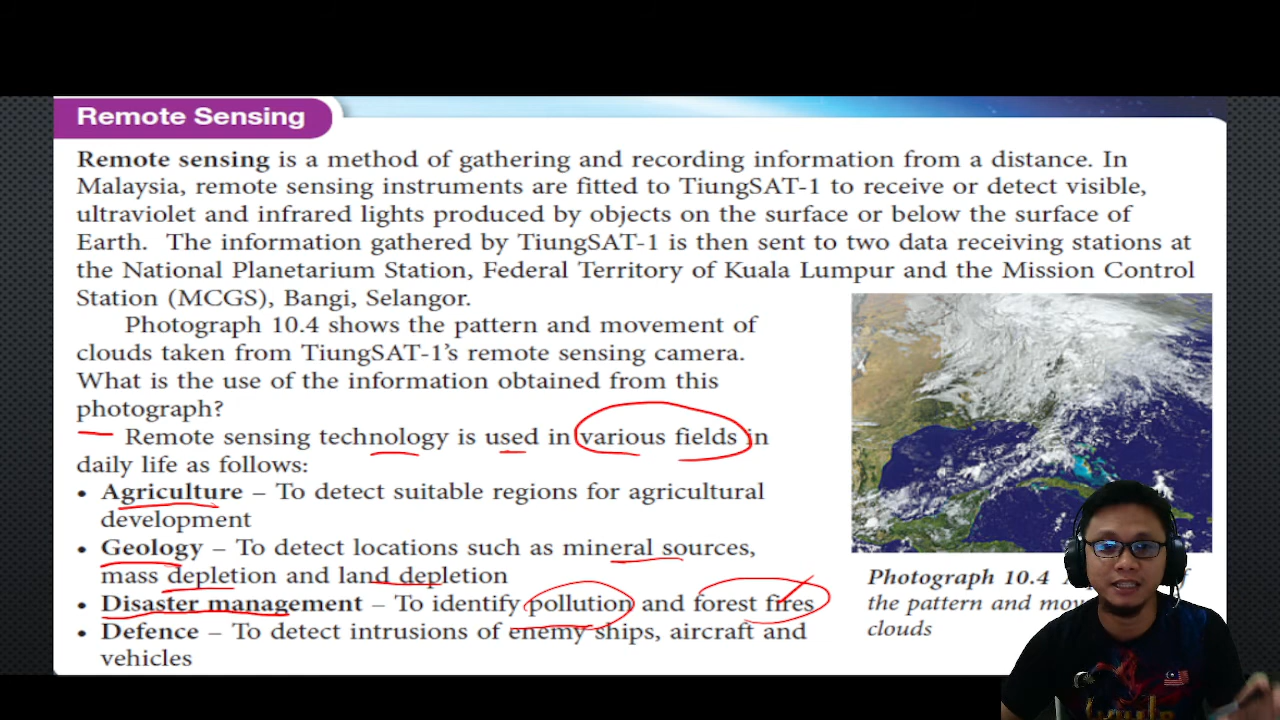 Remote Sensing
Remote sensing is a method of gathering and recording information from a distance. In
Malaysia, remote sensing instruments are fitted to TiungSAT-1 to receive or detect visible,
ultraviolet and infrared lights produced by objects on the surface or below the surface of
Earth. The information gathered by TiungSAT-1 is then sent to two data receiving stations at
the National Planetarium Station, Federal Territory of Kuala Lumpur and the Mission Control
Station (MCGS), Bangi, Selangor.
Photograph 10.4 shows the pattern and movement of
clouds taken from TiungSAT-1's remote sensing camera.
What is the use of the information obtained from this
photograph?
Remote sensing technology is used in various fields in
daily life as follows:
• Agriculture – To detect suitable regions for agricultural
development
• Geology – To detect locations such as mineral sources,
mass depletion and land depletion
• Disaster management – To identify pollution and forest fires
• Defence – To detect intrusions of enemy ships, aircraft and
vehicles
Photograph 10.4
the pattern and
clouds